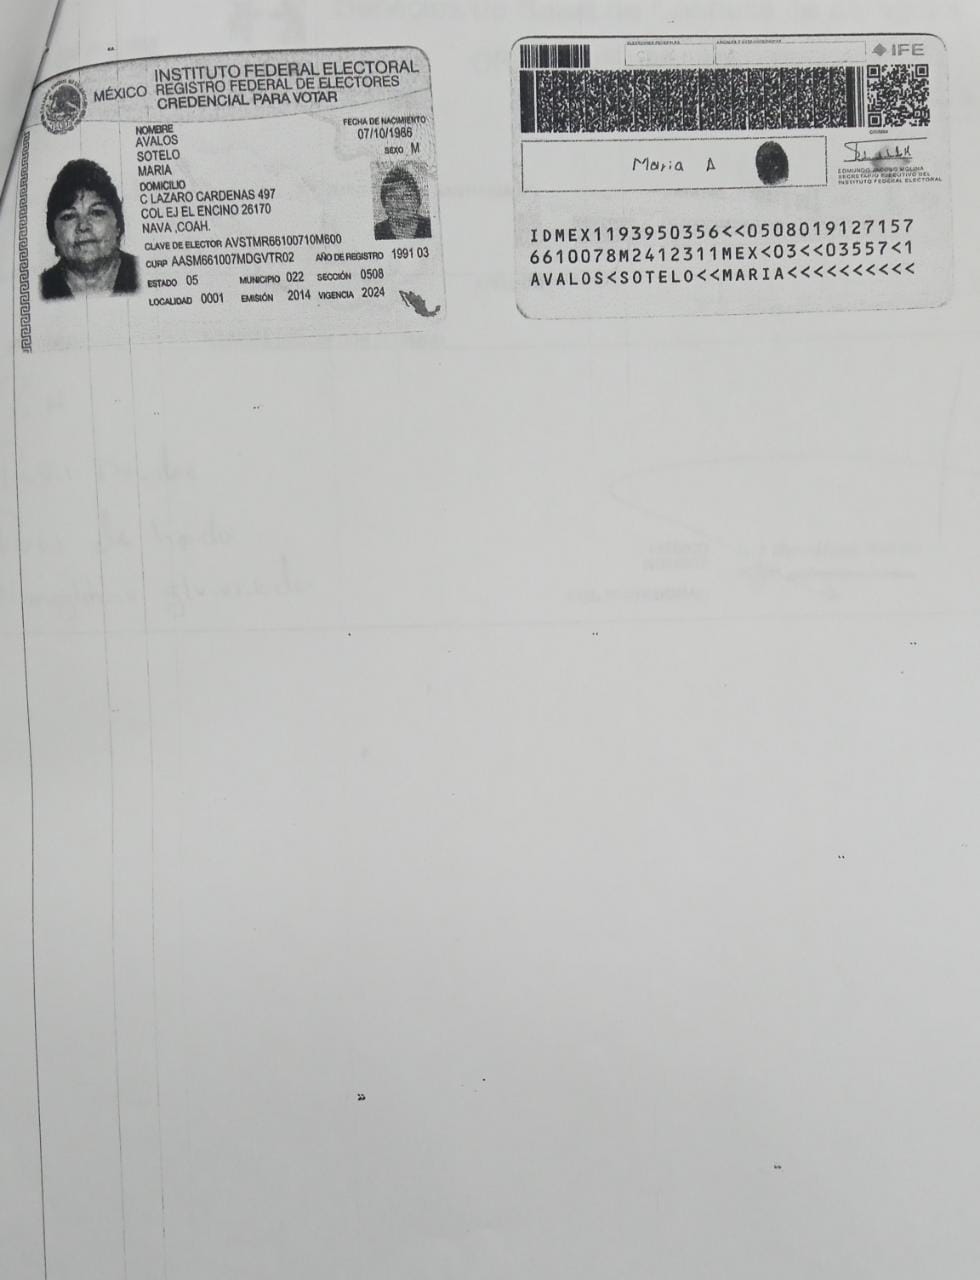 INSTITUTO FEDERAL ELECTORAL
MÉXICO REGISTRO FEDERAL DE ELECTORES
CREDENCIAL PARA VOTAR
NOMBRE
AVALOS
SOTELO
MARIA
FECHA DE NACIMIENTO
07/10/1966
SEXO M
DOMICILIO
C LAZARO CARDENAS 497
COL EJ EL ENCINO 26170
NAVA ,COAH.
CLAVE DE ELECTOR AVSTMR66100710M600
CURP AASM661007MDGVTR02 AÑO DE REGISTRO 1991 03
ESTADO 05 MUNICIPIO 022 SECCIÓN 0508
LOCALIDAD 0001 EMISIÓN 2014 VIGENCIA 2024
IFE
Maria A
EDMUNDO JACOBO MOLINA
SECRETARIO EJECUTIVO DEL
INSTITUTO FEDERAL ELECTORAL
IDMEX1193950356<<0508019127157
6610078M2412311MEX<03<<03557<1
AVALOS<SOTELO<<MARIA<<<<<<<<<<